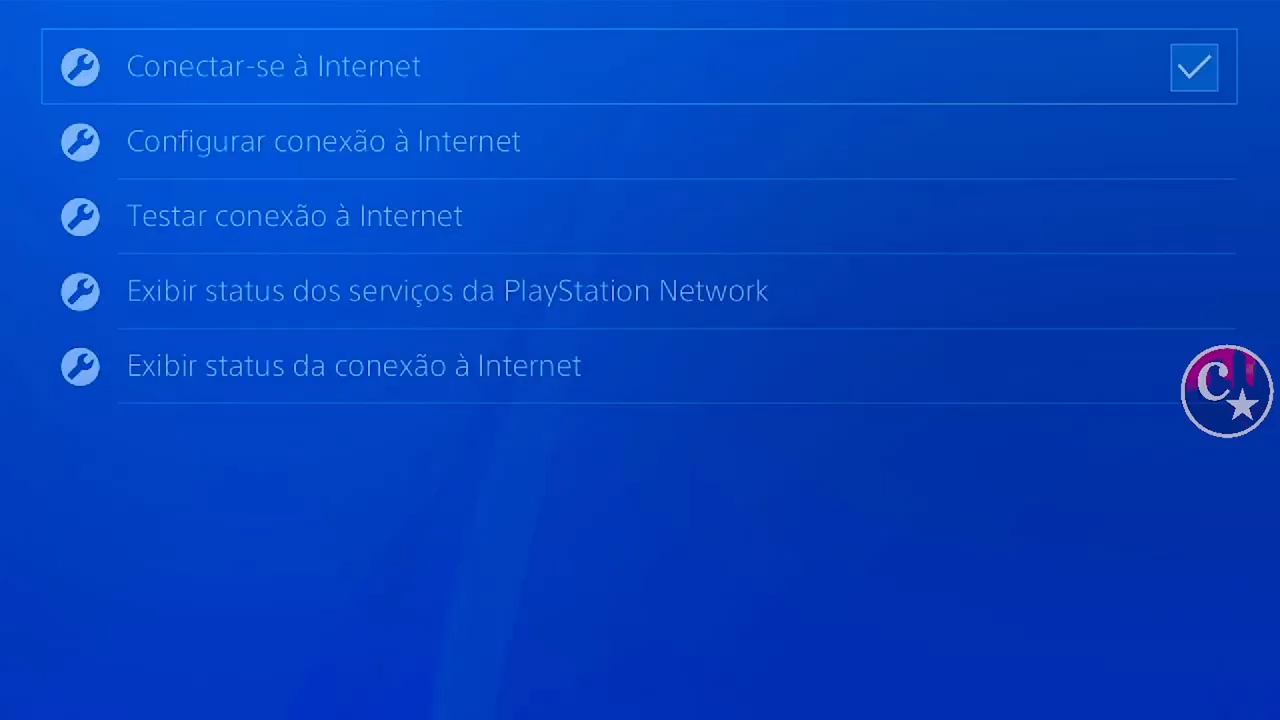 Conectar-se à Internet
Configurar conexão à Internet
Testar conexão à Internet
Exibir status dos serviços da PlayStation Network
Exibir status da conexão à Internet
C